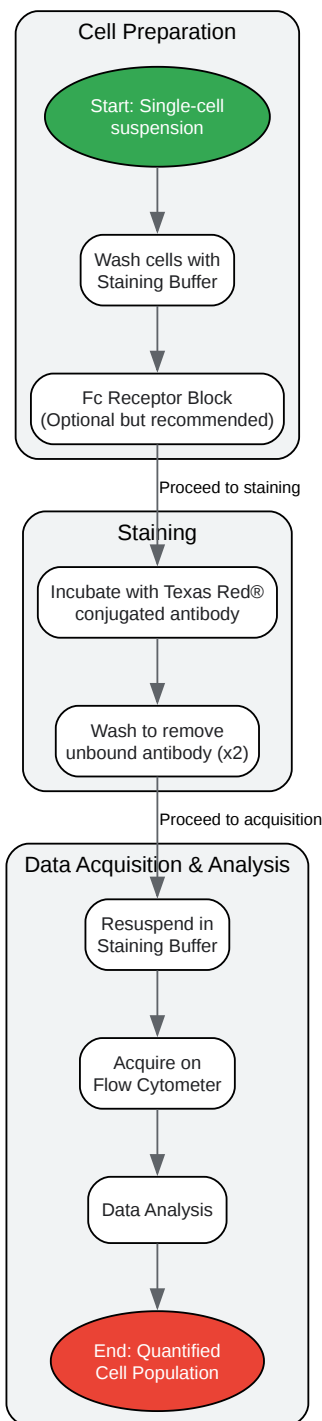 Cell Preparation
Start: Single-cell
suspension
Wash cells with
Staining Buffer
Fc Receptor Block
(Optional but recommended)
Proceed to staining
Staining
Incubate with Texas Red®
conjugated antibody
Wash to remove
unbound antibody (x2)
Proceed to acquisition
Data Acquisition & Analysis
Resuspend in
Staining Buffer
Acquire on
Flow Cytometer
Data Analysis
End: Quantified
Cell Population